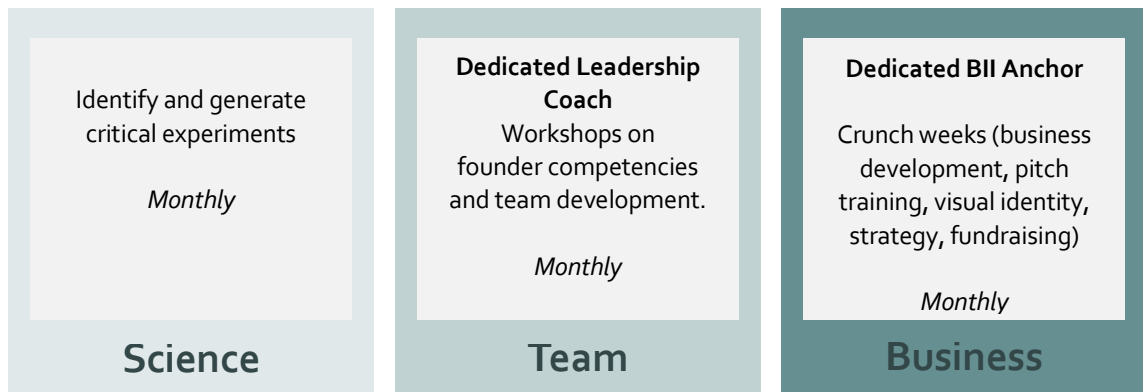 Identify and generate
critical experiments
Monthly
Science
Dedicated Leadership
Coach
Workshops on
founder competencies
and team development.
Monthly
Team
Dedicated BII Anchor
Crunch weeks (business
development, pitch
training, visual identity,
strategy, fundraising)
Monthly
Business